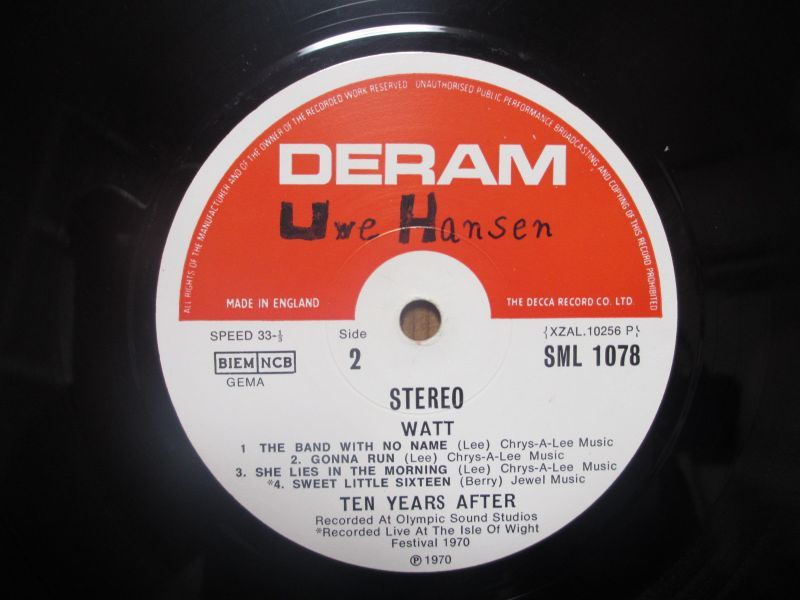 ALL RIGHTS OF THE MANUFACTURER AND OF THE OWNER OF THE RECORDED WORK RESERVED UNAUTHORISED PUBLIC PERFORMANCE BROADCASTING AND COPYING OF THIS RECORD PROHIBITED
DERAM
Uwe Hansen
MADE IN ENGLAND
THE DECCA RECORD CO. LTD.
SPEED 33-⅓
Side
{XZAL.10256 P}
BIEM NCB
2
SML 1078
GEMA
STEREO
WATT
1 THE BAND WITH NO NAME (Lee) Chrys-A-Lee Music
2. GONNA RUN (Lee) Chrys-A-Lee Music
3. SHE LIES IN THE MORNING (Lee) Chrys-A-Lee Music
*4. SWEET LITTLE SIXTEEN (Berry) Jewel Music
TEN YEARS AFTER
Recorded At Olympic Sound Studios
*Recorded Live At The Isle Of Wight
Festival 1970
℗ 1970